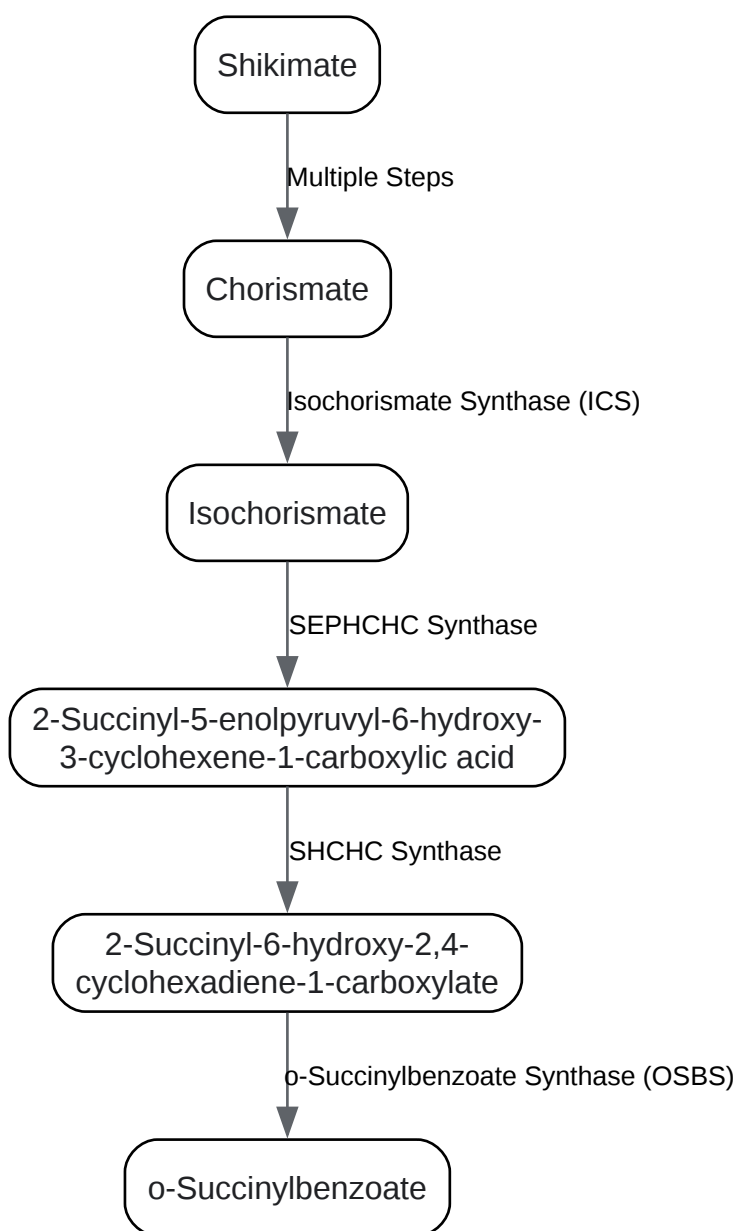 Shikimate
Multiple Steps
Chorismate
Isochorismate Synthase (ICS)
Isochorismate
SEPHCHC Synthase
2-Succinyl-5-enolpyruvyl-6-hydroxy-
3-cyclohexene-1-carboxylic acid
SHCHC Synthase
2-Succinyl-6-hydroxy-2,4-
cyclohexadiene-1-carboxylate
o-Succinylbenzoate Synthase (OSBS)
o-Succinylbenzoate